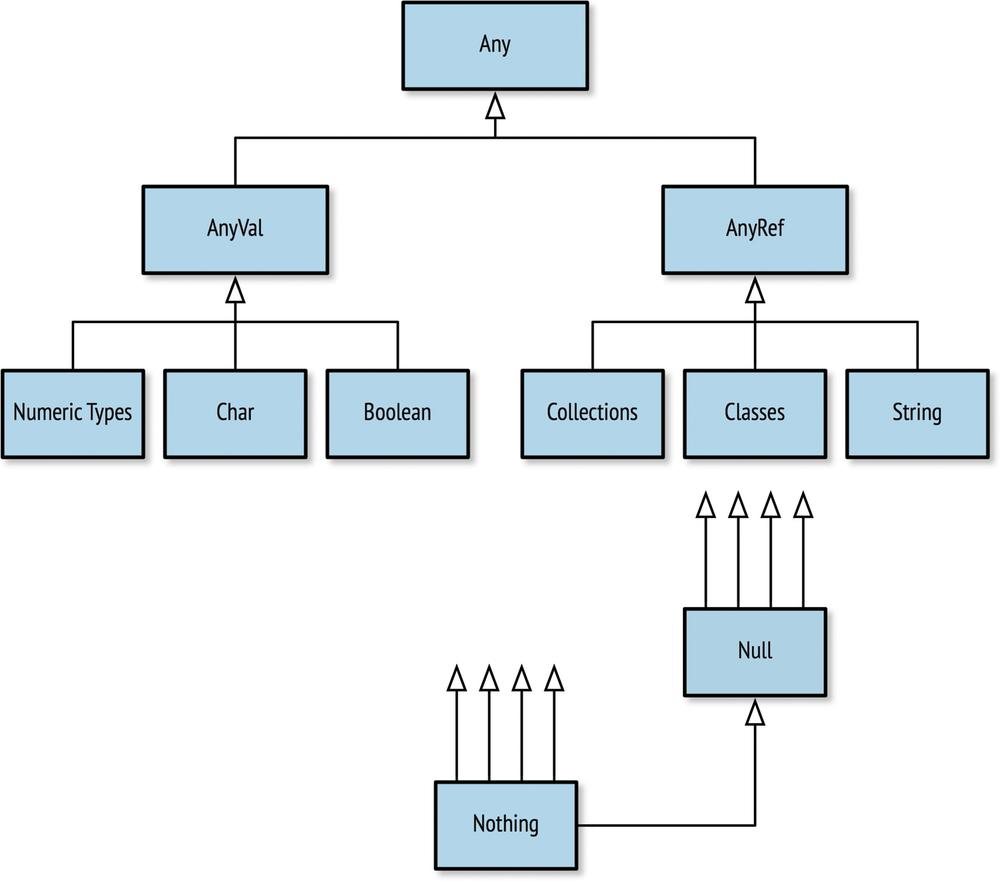 Any
AnyVal
AnyRef
Numeric Types
Char
Boolean
Collections
Classes
String
Null
Nothing